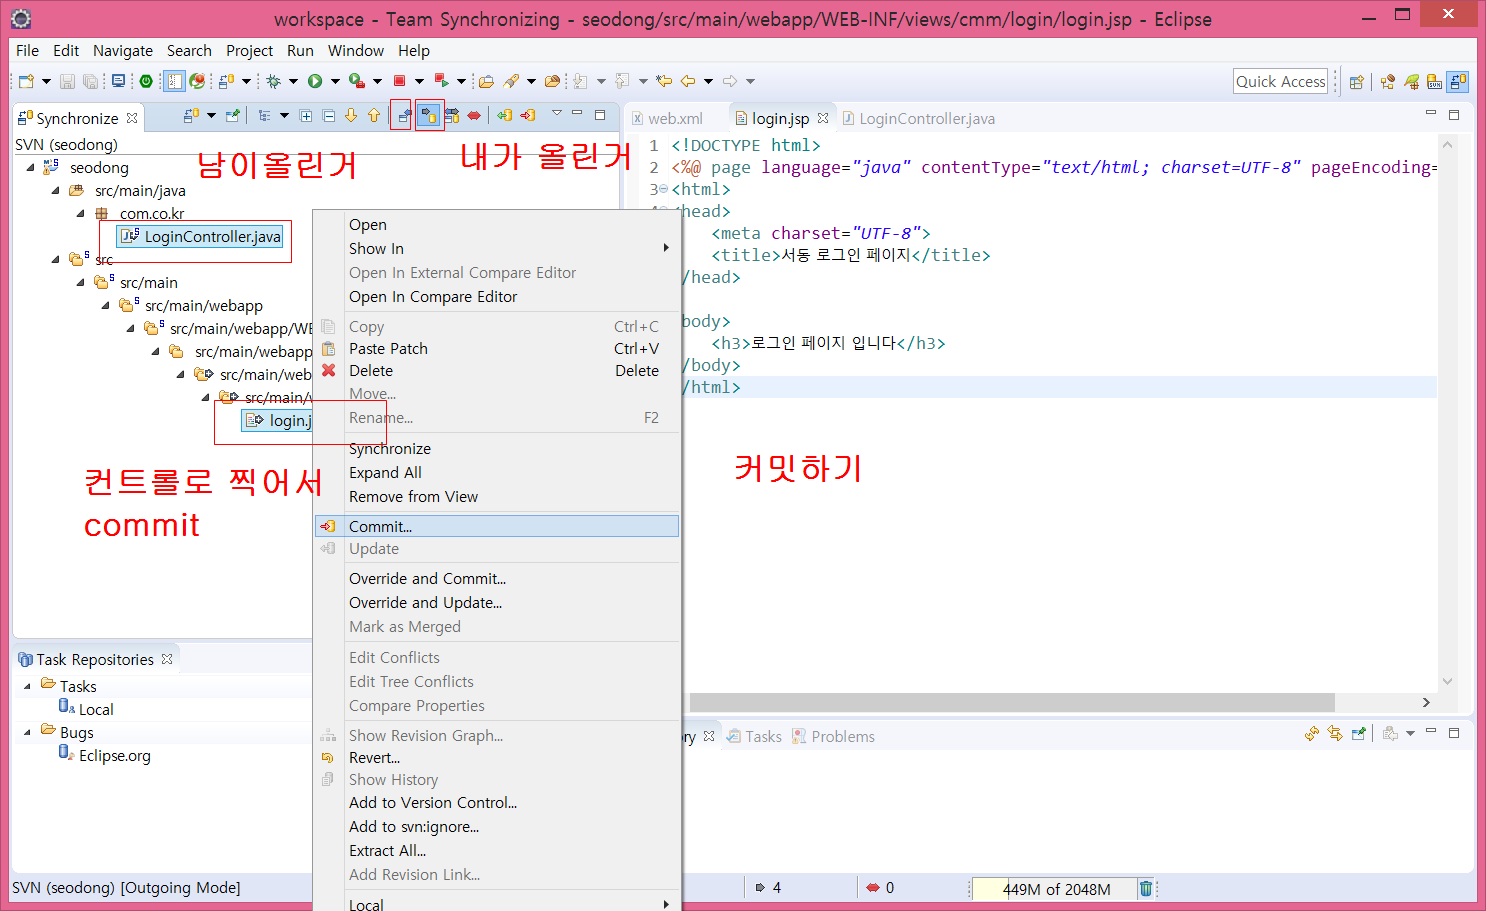 workspace - Team Synchronizing - seodong/src/main/webapp/WEB-INF/views/cmm/login/login.jsp - Eclipse
File Edit Navigate Search Project Run Window Help
Quick Access
Synchronize
web.xml login.jsp LoginController.java
SVN (seodong)
남이올린거
내가 올린거
seodong
src/main/java
com.co.kr
LoginController.java
src
src/main
src/main/webapp
src/main/webapp/WE
src/main/webapp
src/main/web
src/main/w
login.j
컨트롤로 찍어서
commit
1 <!DOCTYPE html>
2 <%@ page language="java" contentType="text/html; charset=UTF-8" pageEncoding=
3 <html>
head>
<meta charset="UTF-8">
<title>서동 로그인 페이지</title>
/head>
body>
<h3>로그인 페이지 입니다</h3>
/body>
/html>
커밋하기
Open
Show In
Open In External Compare Editor
Open In Compare Editor
Copy Ctrl+C
Paste Patch Ctrl+V
Delete Delete
Move...
Rename... F2
Synchronize
Expand All
Remove from View
Commit...
Update
Override and Commit...
Override and Update...
Mark as Merged
Edit Conflicts
Edit Tree Conflicts
Compare Properties
Show Revision Graph...
Revert...
Show History
Add to Version Control...
Add to svn:ignore...
Extract All...
Add Revision Link...
Local
Task Repositories
Tasks
Local
Bugs
Eclipse.org
ry Tasks Problems
SVN (seodong) [Outgoing Mode]
4
0
449M of 2048M